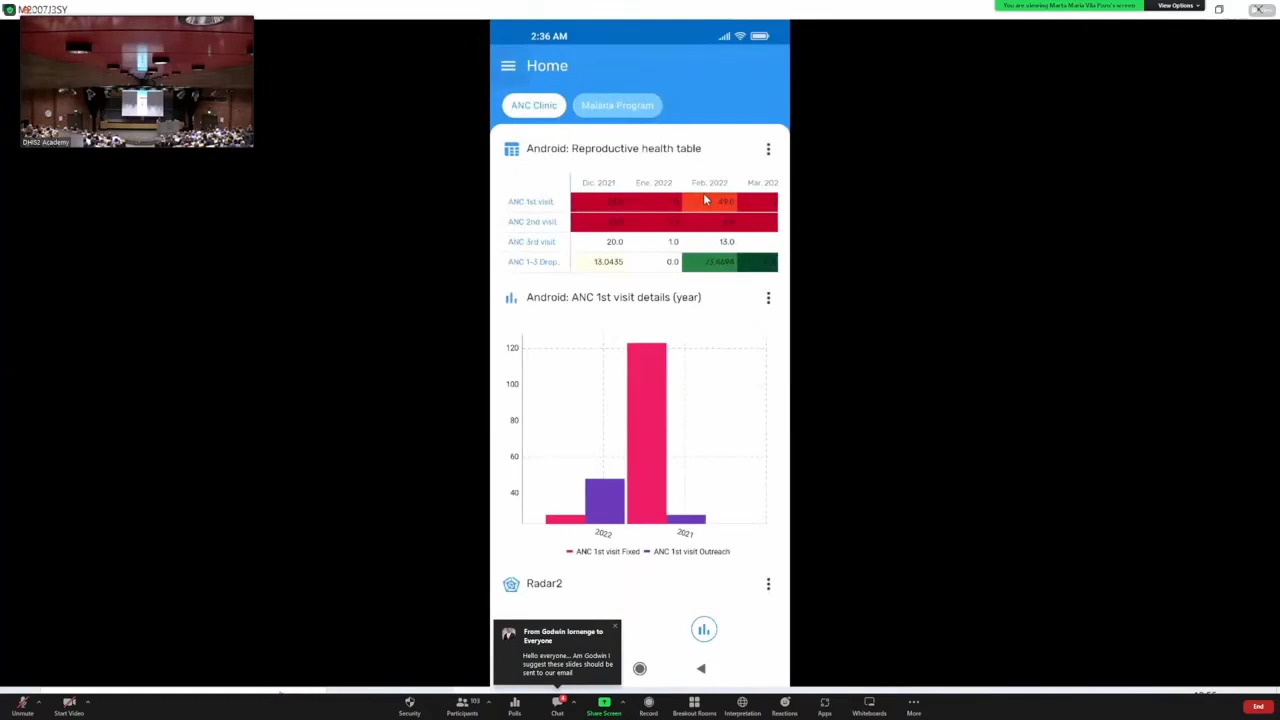 M2007J3SY
You are viewing Marta Maria Vila Pons's screen
View Options
DHIS2 Academy
2:36 AM
Home
ANC Clinic
Malaria Program
Android: Reproductive health table
Dic. 2021 Ene. 2022 Feb. 2022 Mar. 202
ANC 1st visit 49.0
ANC 2nd visit
ANC 3rd visit 20.0 1.0 13.0
ANC 1-3 Drop. 13.0435 0.0 73.4694
Android: ANC 1st visit details (year)
120
100
80
60
40
2022 2021
ANC 1st visit Fixed ANC 1st visit Outreach
Radar2
From Godwin Iornenge to
Everyone
Hello everyone... Am Godwin I
suggest these slides should be
sent to our email
Unmute Start Video Security Participants 103 Polls Chat 4 Share Screen Record Breakout Rooms Interpretation Reactions Apps Whiteboards More End